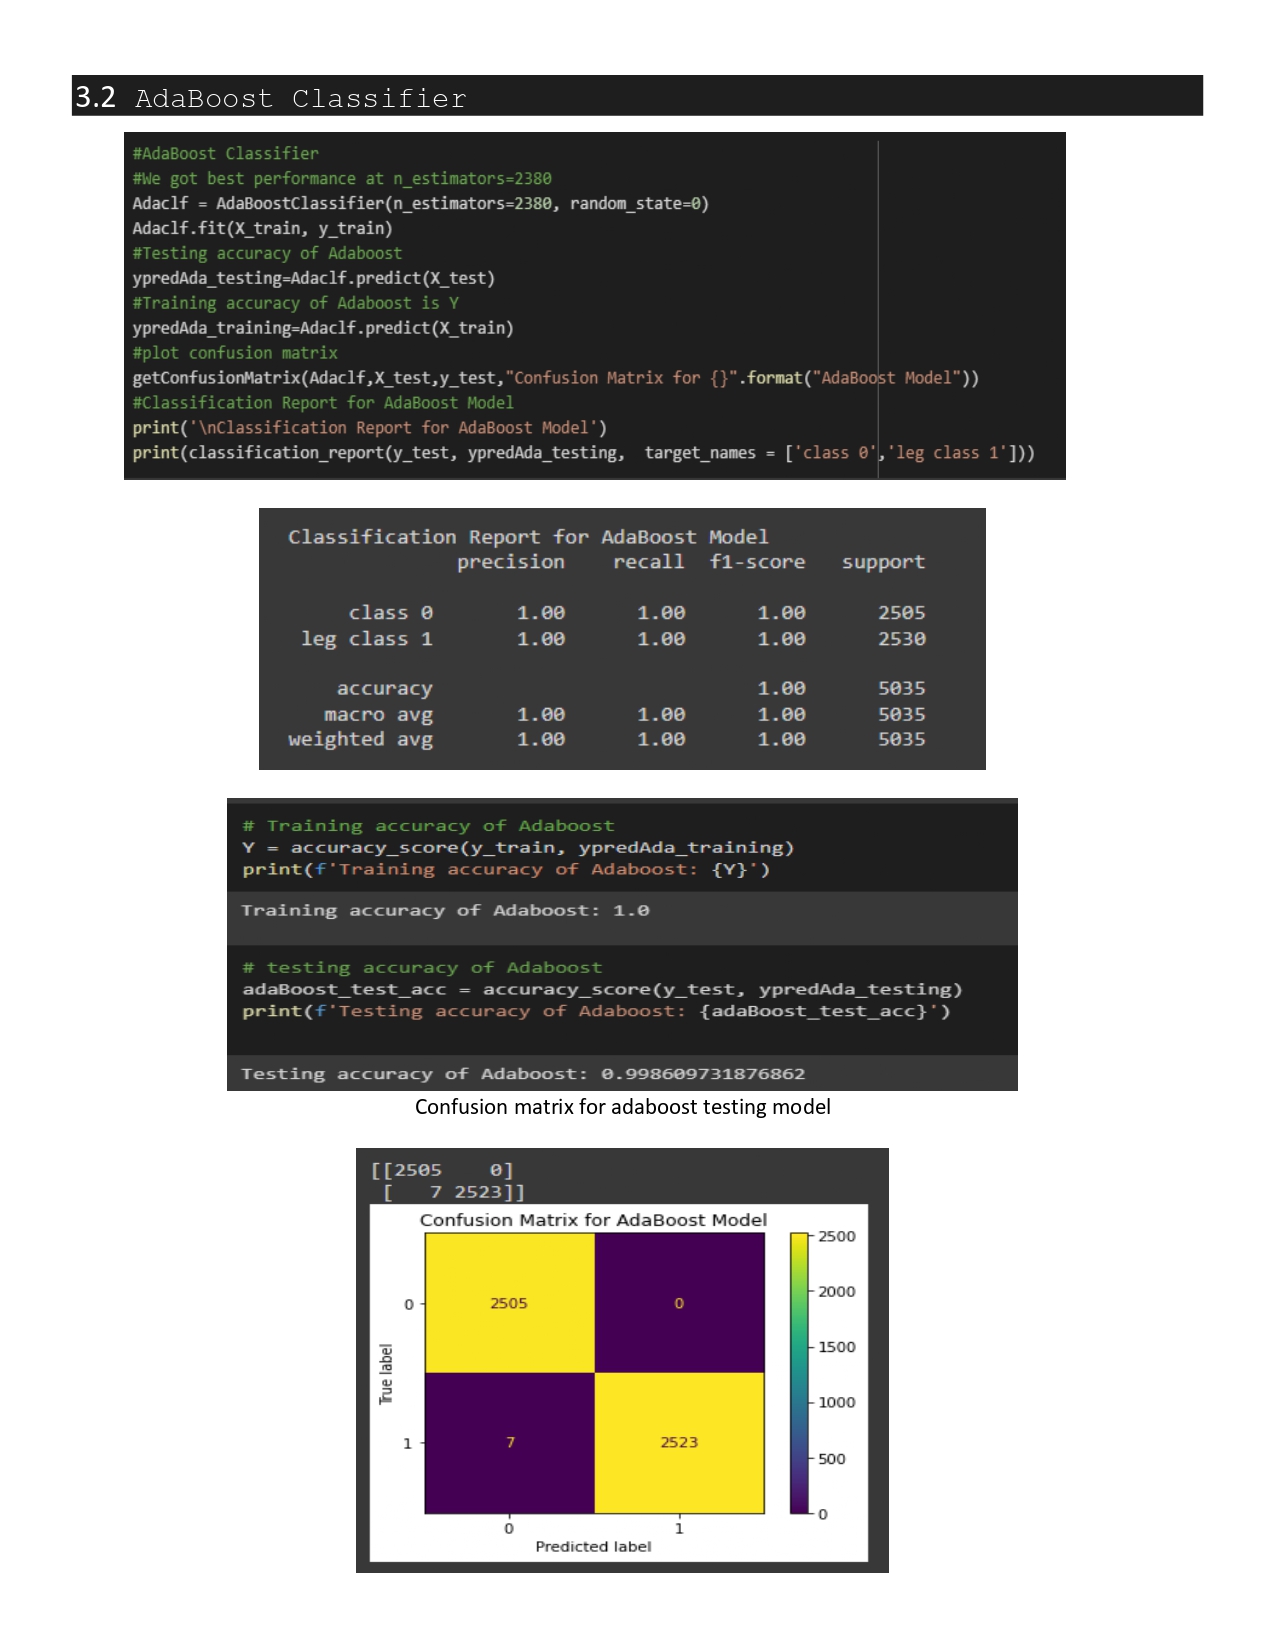 3.2 AdaBoost Classifier
#AdaBoost Classifier
#We got best performance at n_estimators=2380
Adaclf = AdaBoostClassifier(n_estimators=2380, random_state=0)
Adaclf.fit(X_train, y_train)
#Testing accuracy of Adaboost
ypredAda_testing=Adaclf.predict(X_test)
#Training accuracy of Adaboost is Y
ypredAda_training=Adaclf.predict(X_train)
#plot confusion matrix
getConfusionMatrix(Adaclf,X_test,y_test,"Confusion Matrix for {}".format("AdaBoost Model"))
#Classification Report for AdaBoost Model
print('\nClassification Report for AdaBoost Model')
print(classification_report(y_test, ypredAda_testing,  target_names = ['class 0','leg class 1']))
Classification Report for AdaBoost Model
precision recall f1-score support
class 0 1.00 1.00 1.00 2505
leg class 1 1.00 1.00 1.00 2530
accuracy 1.00 5035
macro avg 1.00 1.00 1.00 5035
weighted avg 1.00 1.00 1.00 5035
# Training accuracy of Adaboost
Y = accuracy_score(y_train, ypredAda_training)
print(f'Training accuracy of Adaboost: {Y}')
Training accuracy of Adaboost: 1.0
# testing accuracy of Adaboost
adaBoost_test_acc = accuracy_score(y_test, ypredAda_testing)
print(f'Testing accuracy of Adaboost: {adaBoost_test_acc}')
Testing accuracy of Adaboost: 0.998609731876862
Confusion matrix for adaboost testing model
[[2505    0]
[   7 2523]]
Confusion Matrix for AdaBoost Model
2500
2000
1500
1000
500
0
True label
0
2505 0
1
7 2523
0 1
Predicted label